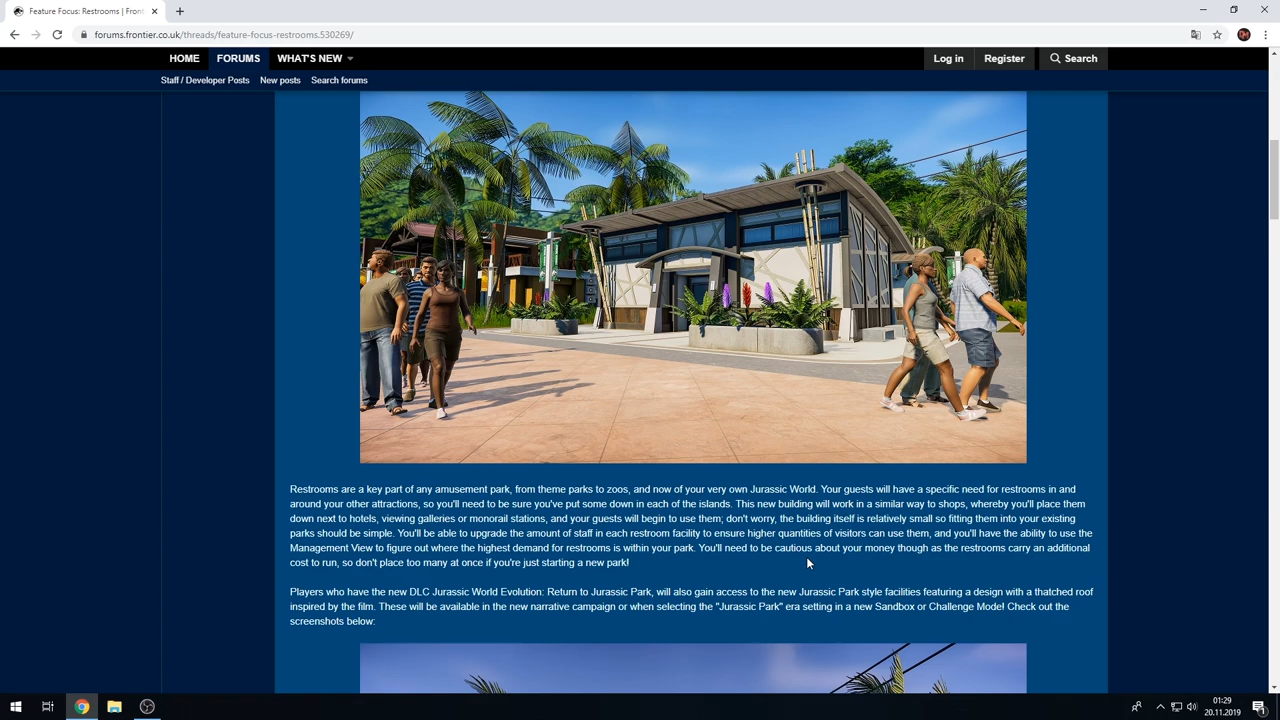 Feature Focus: Restrooms | Front
forums.frontier.co.uk/threads/feature-focus-restrooms.530269/
HOME FORUMS WHAT'S NEW Log in Register Search
Staff / Developer Posts New posts Search forums
Restrooms are a key part of any amusement park, from theme parks to zoos, and now of your very own Jurassic World. Your guests will have a specific need for restrooms in and
around your other attractions, so you'll need to be sure you've put some down in each of the islands. This new building will work in a similar way to shops, whereby you'll place them
down next to hotels, viewing galleries or monorail stations, and your guests will begin to use them; don't worry, the building itself is relatively small so fitting them into your existing
parks should be simple. You'll be able to upgrade the amount of staff in each restroom facility to ensure higher quantities of visitors can use them, and you'll have the ability to use the
Management View to figure out where the highest demand for restrooms is within your park. You'll need to be cautious about your money though as the restrooms carry an additional
cost to run, so don't place too many at once if you're just starting a new park!
Players who have the new DLC Jurassic World Evolution: Return to Jurassic Park, will also gain access to the new Jurassic Park style facilities featuring a design with a thatched roof
inspired by the film. These will be available in the new narrative campaign or when selecting the "Jurassic Park" era setting in a new Sandbox or Challenge Mode! Check out the
screenshots below:
01:29
20.11.2019